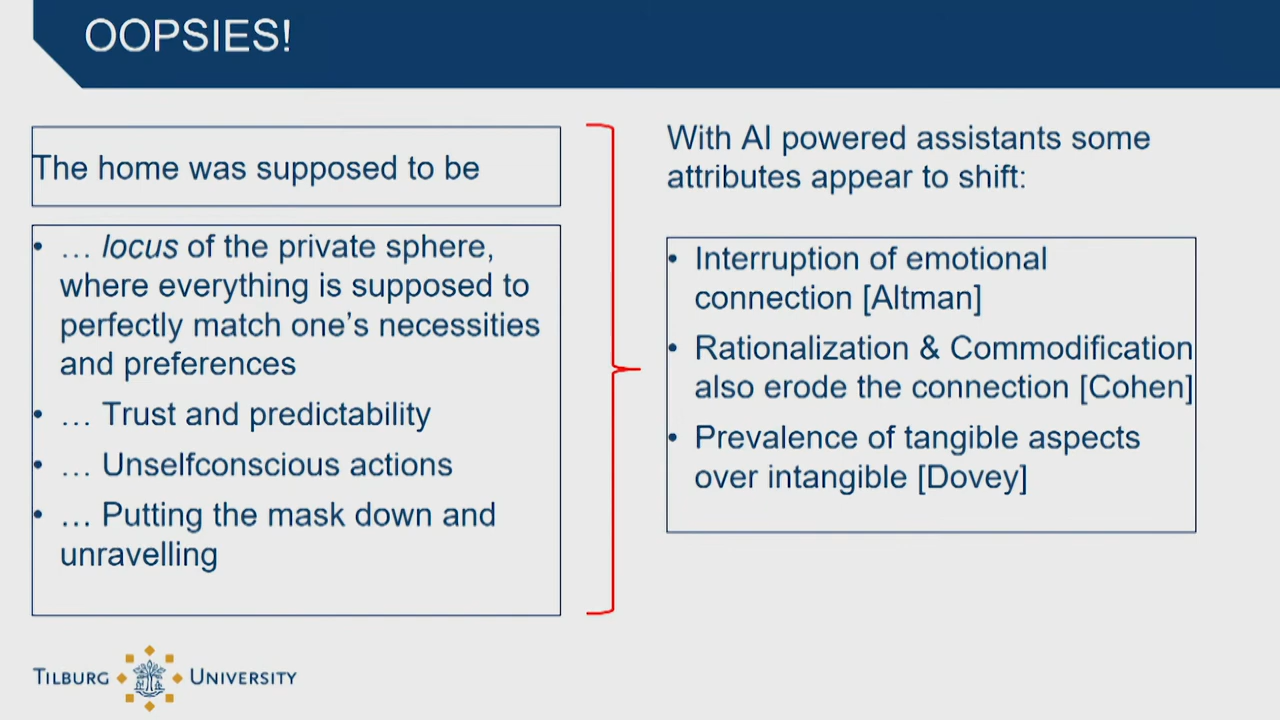 OOPSIES!
The home was supposed to be
• … locus of the private sphere,
where everything is supposed to
perfectly match one’s necessities
and preferences
• … Trust and predictability
• … Unselfconscious actions
• … Putting the mask down and
unravelling
With AI powered assistants some
attributes appear to shift:
• Interruption of emotional
connection [Altman]
• Rationalization & Commodification
also erode the connection [Cohen]
• Prevalence of tangible aspects
over intangible [Dovey]
TILBURG UNIVERSITY